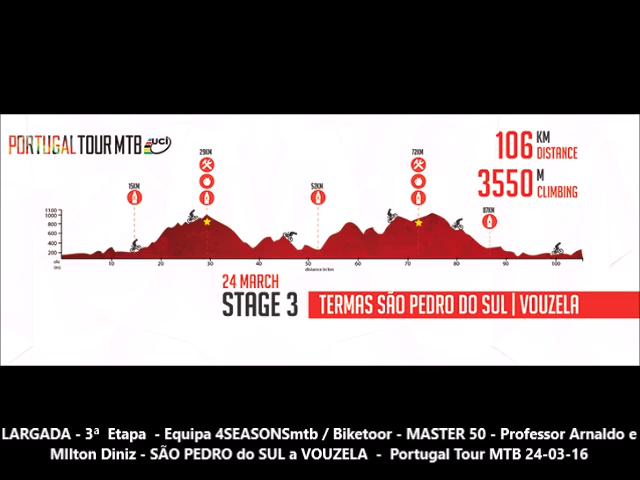 PORTUGAL TOUR MTB UCI
106 KM DISTANCE
3550 M CLIMBING
29KM
72KM
15KM
52KM
87KM
1100
1000
800
600
400
200
10 20 30 40 50 60 70 80 90 100
distance in km
24 MARCH
STAGE 3
TERMAS SÃO PEDRO DO SUL | VOUZELA
LARGADA - 3ª Etapa - Equipa 4SEASONSmtb / Biketoor - MASTER 50 - Professor Arnaldo e
MIlton Diniz - SÃO PEDRO do SUL a VOUZELA - Portugal Tour MTB 24-03-16